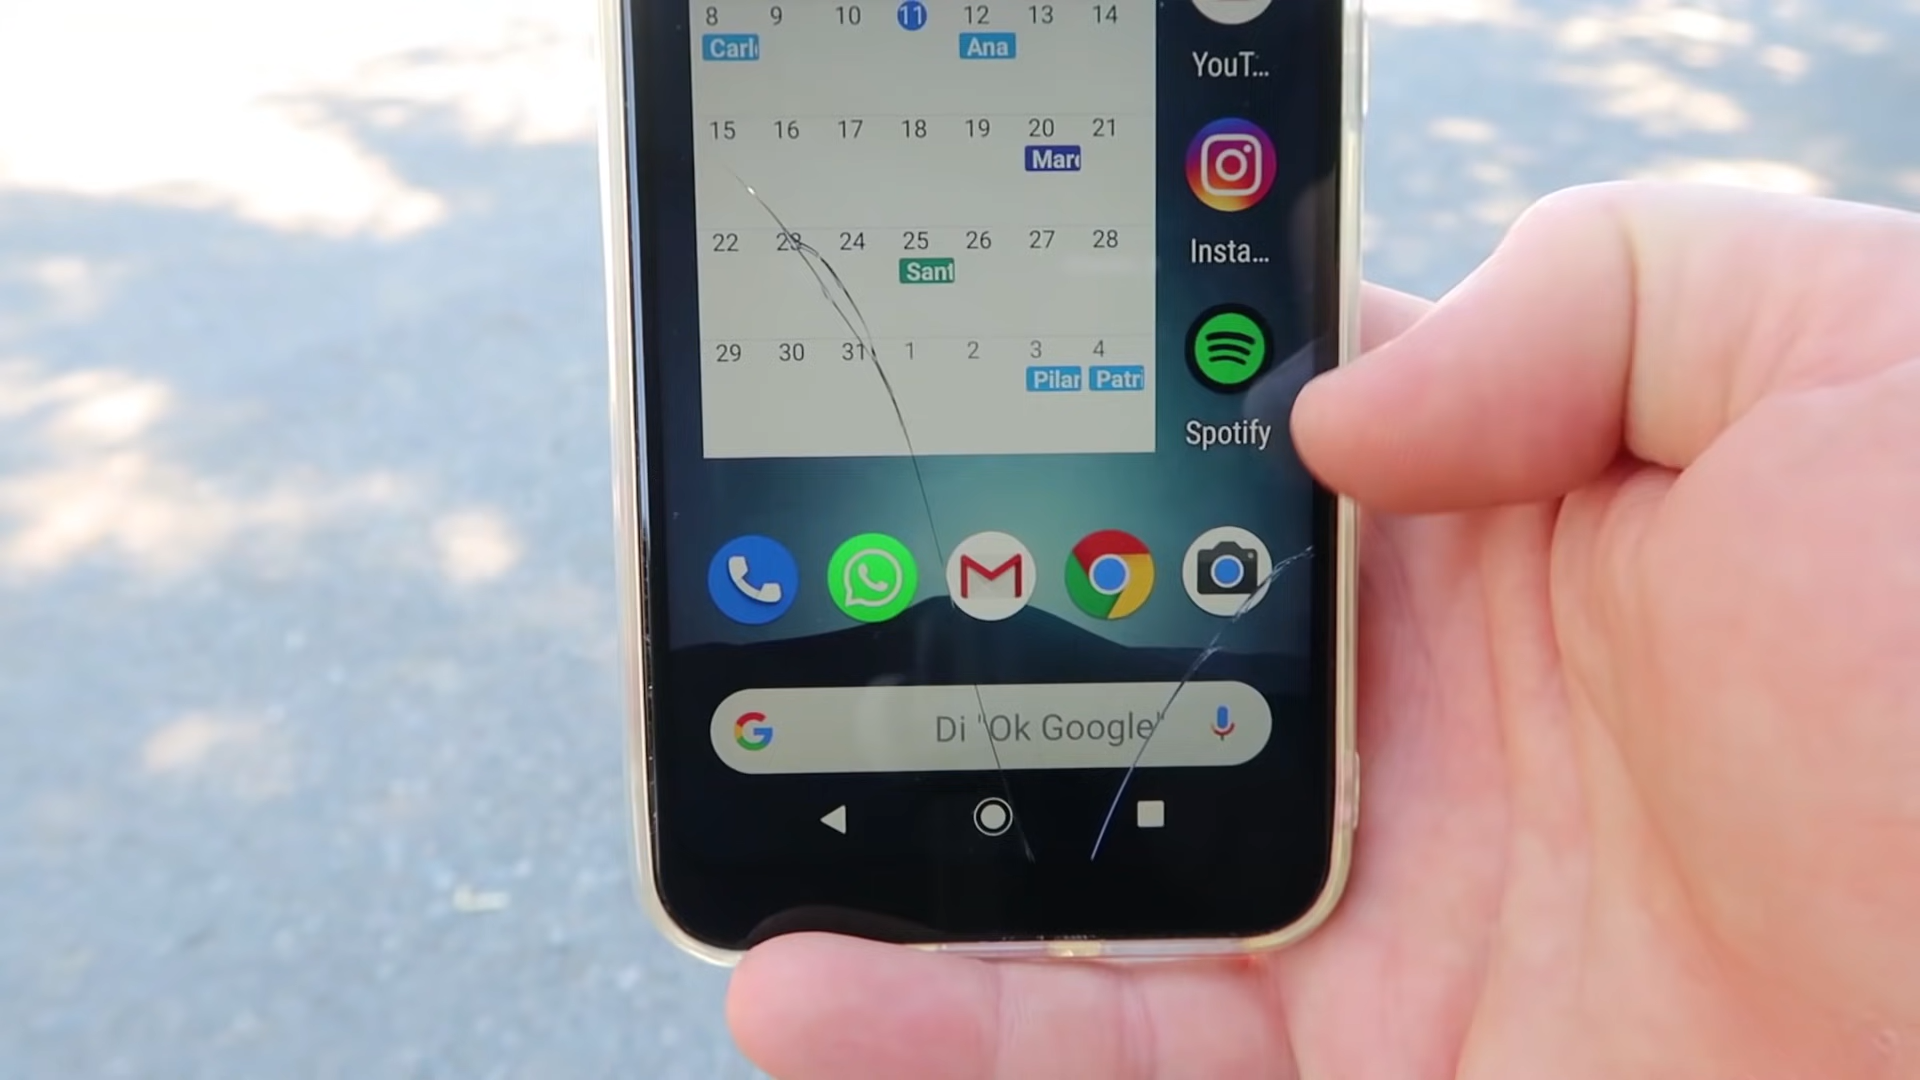 8 9 10 11 12 13 14
Carl Ana
YouT...
15 16 17 18 19 20 21
Marc
Insta...
22 23 24 25 26 27 28
Sant
29 30 31 1 2 3 4
Pilar Patri
Spotify
G Di "Ok Google"